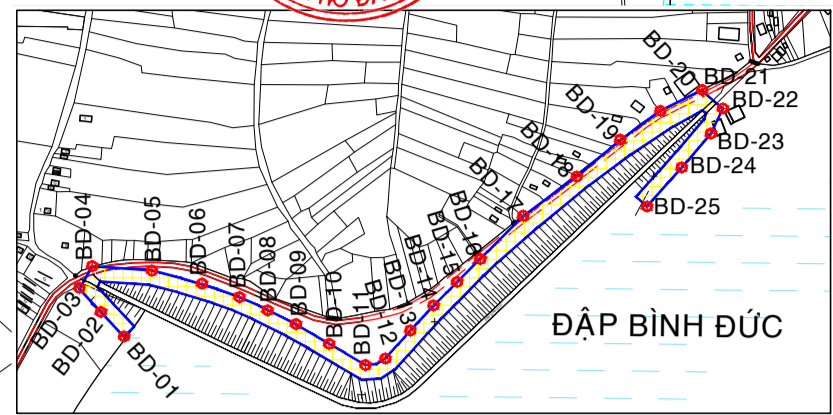 HỒ ĐẬP
BD-01
BD-02
BD-03
BD-04
BD-05
BD-06
BD-07
BD-08
BD-09
BD-10
BD-11
BD-12
BD-13
BD-14
BD-15
BD-16
BD-17
BD-18
BD-19
BD-20
BD-21
BD-22
BD-23
BD-24
BD-25
ĐẬP BÌNH ĐỨC